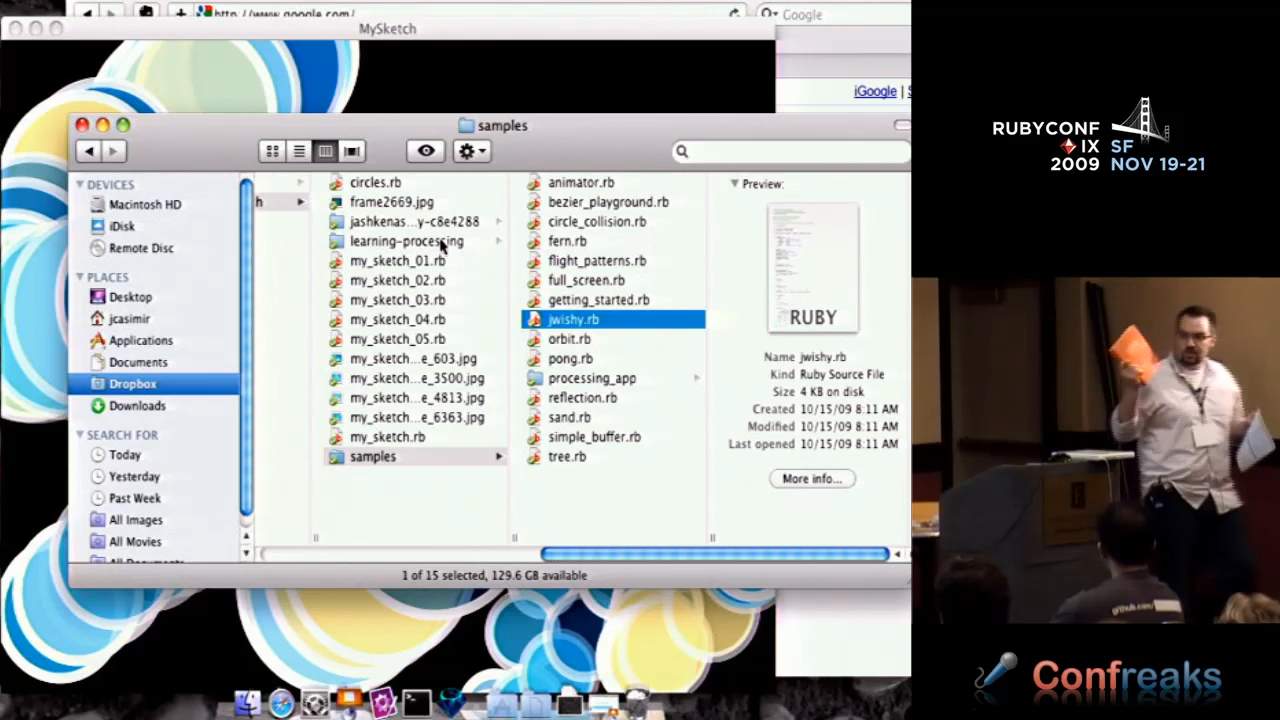 http://www.google.com/
Google
MySketch
iGoogle |
samples
DEVICES
Macintosh HD
iDisk
Remote Disc
PLACES
Desktop
jcasimir
Applications
Documents
Dropbox
Downloads
SEARCH FOR
Today
Yesterday
Past Week
All Images
All Movies
All Documents
h
circles.rb
frame2669.jpg
jashkenas...y-c8e4288
learning-processing
my_sketch_01.rb
my_sketch_02.rb
my_sketch_03.rb
my_sketch_04.rb
my_sketch_05.rb
my_sketch...e_603.jpg
my_sketch...e_3500.jpg
my_sketch...e_4813.jpg
my_sketch...e_6363.jpg
my_sketch.rb
samples
animator.rb
bezier_playground.rb
circle_collision.rb
fern.rb
flight_patterns.rb
full_screen.rb
getting_started.rb
jwishy.rb
orbit.rb
pong.rb
processing_app
reflection.rb
sand.rb
simple_buffer.rb
tree.rb
Preview:
RUBY
Name jwishy.rb
Kind Ruby Source File
Size 4 KB on disk
Created 10/15/09 8:11 AM
Modified 10/15/09 8:11 AM
Last opened 10/15/09 8:11 AM
More info...
1 of 15 selected, 129.6 GB available
RUBYCONF
IX SF
2009 NOV 19-21
github.com/
Confreaks